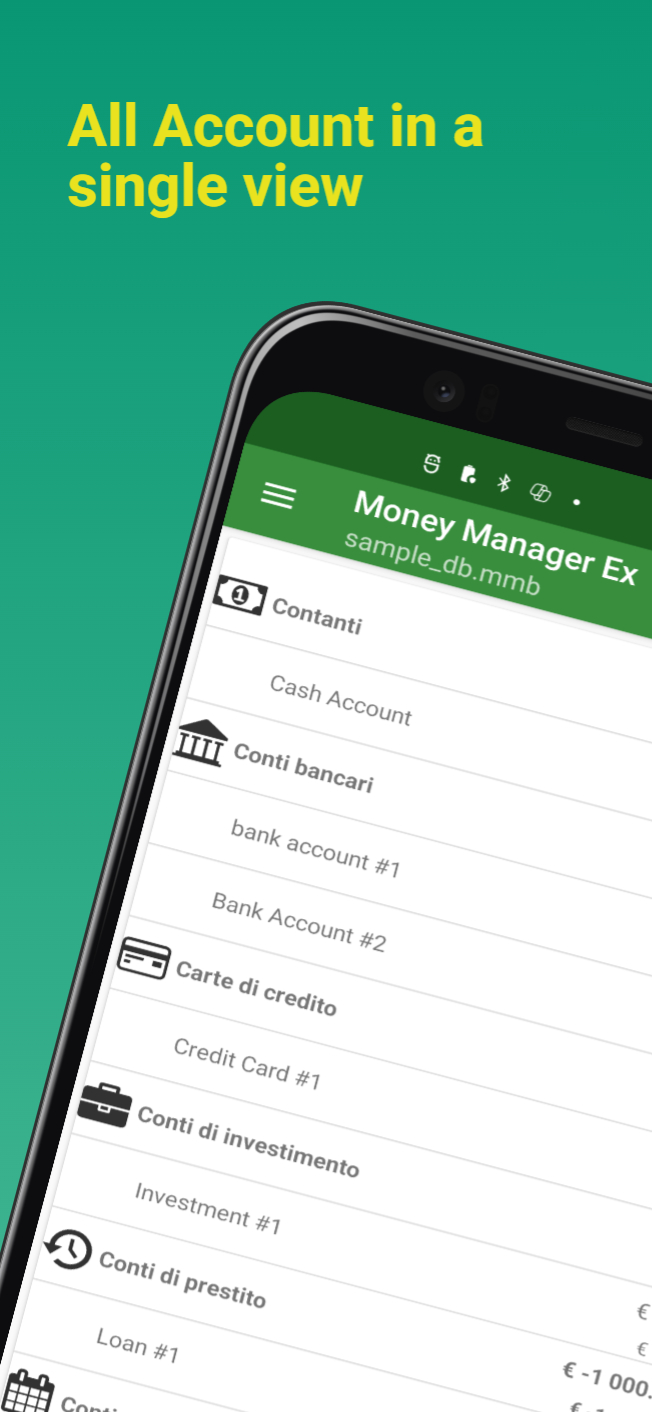 All Account in a
single view
Money Manager Ex
sample_db.mmb
Contanti
Cash Account
Conti bancari
bank account #1
Bank Account #2
Carte di credito
Credit Card #1
Conti di investimento
€
Investment #1
€
Conti di prestito
€ -1 000.
Loan #1
€ -1
Conti